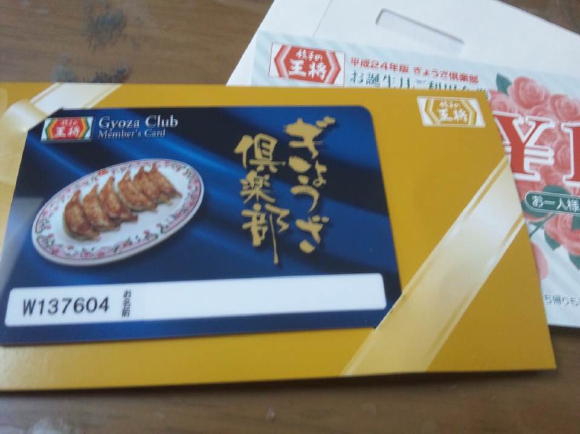 餃子の
王将
平成24年版 ぎょうざ倶楽部
お誕生月ご利用
餃子の
王将
餃子の
王将
Gyoza Club
Member's Card
ぎょうざ
倶楽部
お一人様
W137604
お名前